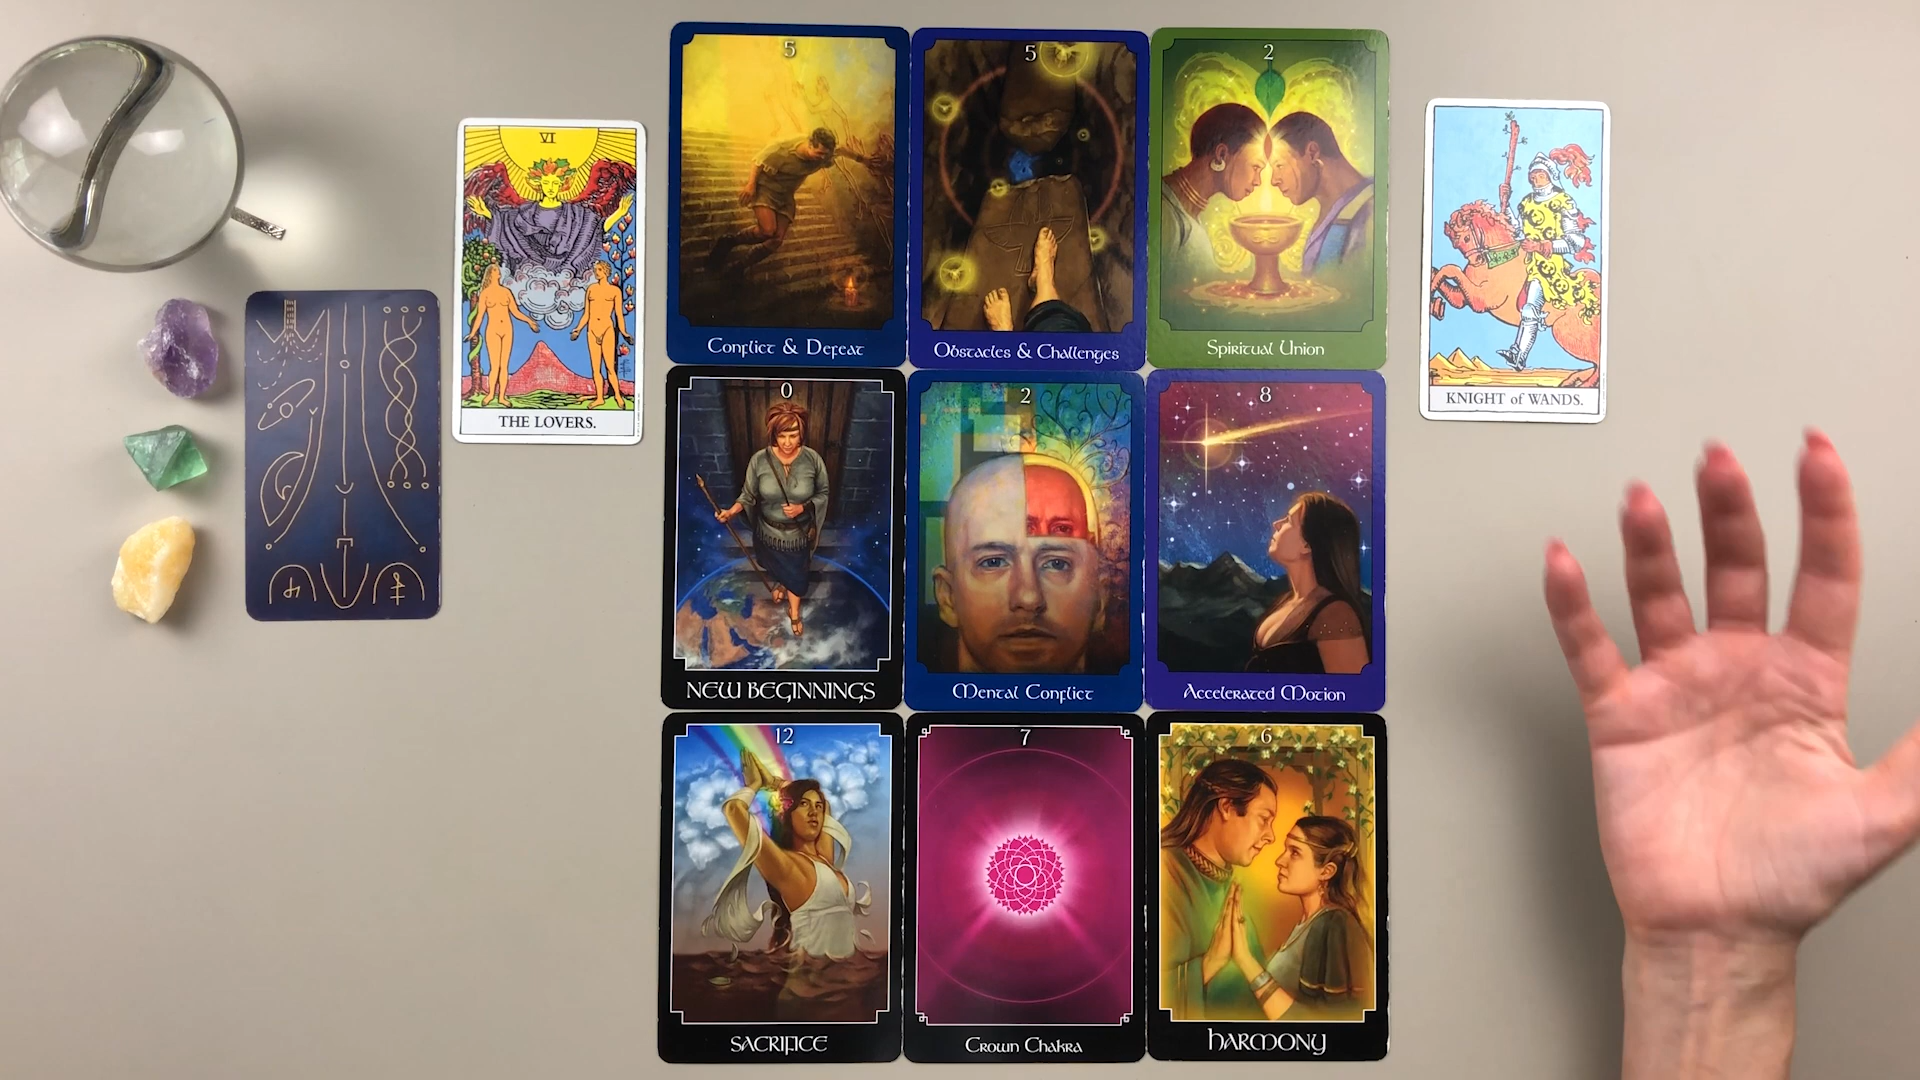 VI
THE LOVERS.
5
Conflict & Defeat
5
Obstacles & Challenges
2
Spiritual Union
KNIGHT of WANDS.
0
NEW BEGINNINGS
2
Mental Conflict
8
Accelerated Motion
12
SACRIFICE
7
Crown Chakra
6
HARMONY